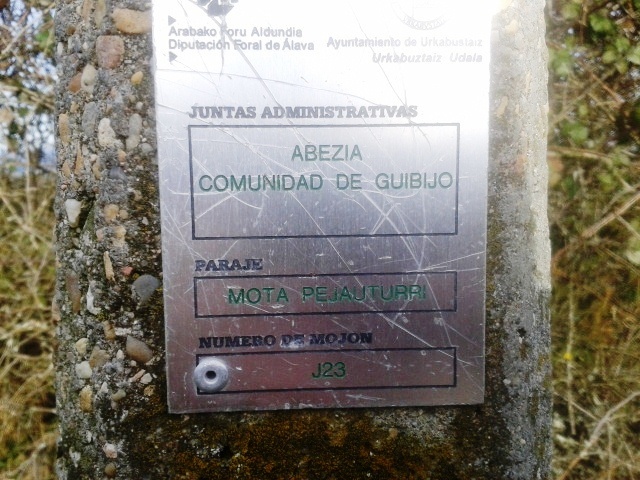 Arabako Foru Aldundia
Diputación Foral de Álava
Ayuntamiento de Urkabustaiz
Urkabuztaiz Udala
JUNTAS ADMINISTRATIVAS
ABEZIA
COMUNIDAD DE GUIBIJO
PARAJE
MOTA PEJAUTURRI
NUMERO DE MOJON
J23